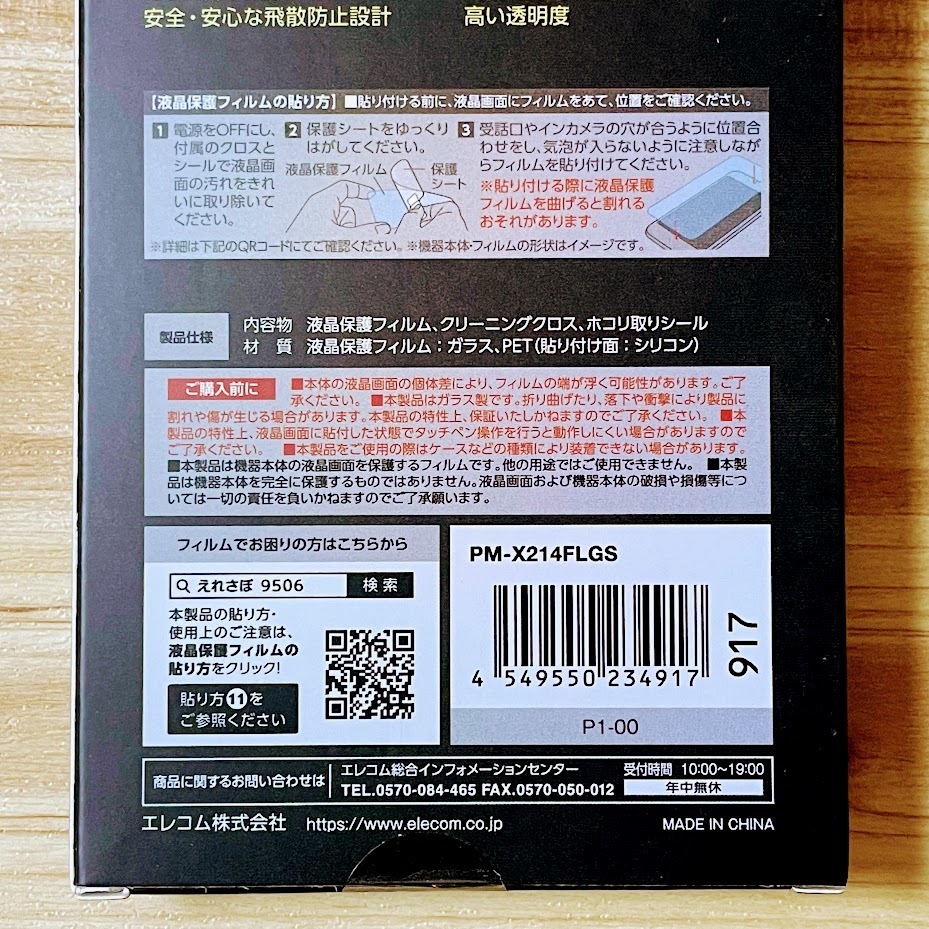 安全・安心な飛散防止設計
高い透明度
【液晶保護フィルムの貼り方】 ■貼り付ける前に、液晶画面にフィルムをあて、位置をご確認ください。
1 電源をOFFにし、
付属のクロスと
シールで液晶画
面の汚れをきれ
いに取り除いて
ください。
2 保護シートをゆっくり
はがしてください。
液晶保護フィルム
保護
シート
3 受話口やインカメラの穴が合うように位置合
わせをし、気泡が入らないように注意しなが
らフィルムを貼り付けてください。
※貼り付ける際に液晶保護
フィルムを曲げると割れる
おそれがあります。
※詳細は下記のQRコードにてご確認ください。 ※機器本体・フィルムの形状はイメージです。
製品仕様
内容物 液晶保護フィルム、クリーニングクロス、ホコリ取りシール
材 質 液晶保護フィルム：ガラス、PET(貼り付け面：シリコン)
ご購入前に
■本体の液晶画面の個体差により、フィルムの端が浮く可能性があります。ご了
承ください。 ■本製品はガラス製です。折り曲げたり、落下や衝撃により製品に
割れや傷が生じる場合があります。本製品の特性上、保証いたしかねますのでご了承ください。 ■本
製品の特性上、液晶画面に貼付した状態でタッチペン操作を行うと動作しにくい場合がありますので
ご了承ください。 ■本製品をご使用の際はケースなどの種類により装着できない場合があります。
■本製品は機器本体の液晶画面を保護するフィルムです。他の用途ではご使用できません。 ■本製
品は機器本体を完全に保護するものではありません。液晶画面および機器本体の破損や損傷等につ
いては一切の責任を負いかねますのでご了承願います。
フィルムでお困りの方はこちらから
えれさぽ 9506 検索
本製品の貼り方・
使用上のご注意は、
液晶保護フィルムの
貼り方をクリック!
貼り方⓫を
ご参照ください
PM-X214FLGS
4 549550 234917
917
P1-00
商品に関するお問い合わせは
エレコム総合インフォメーションセンター
TEL.0570-084-465 FAX.0570-050-012
受付時間 10:00~19:00
年中無休
エレコム株式会社 https://www.elecom.co.jp
MADE IN CHINA